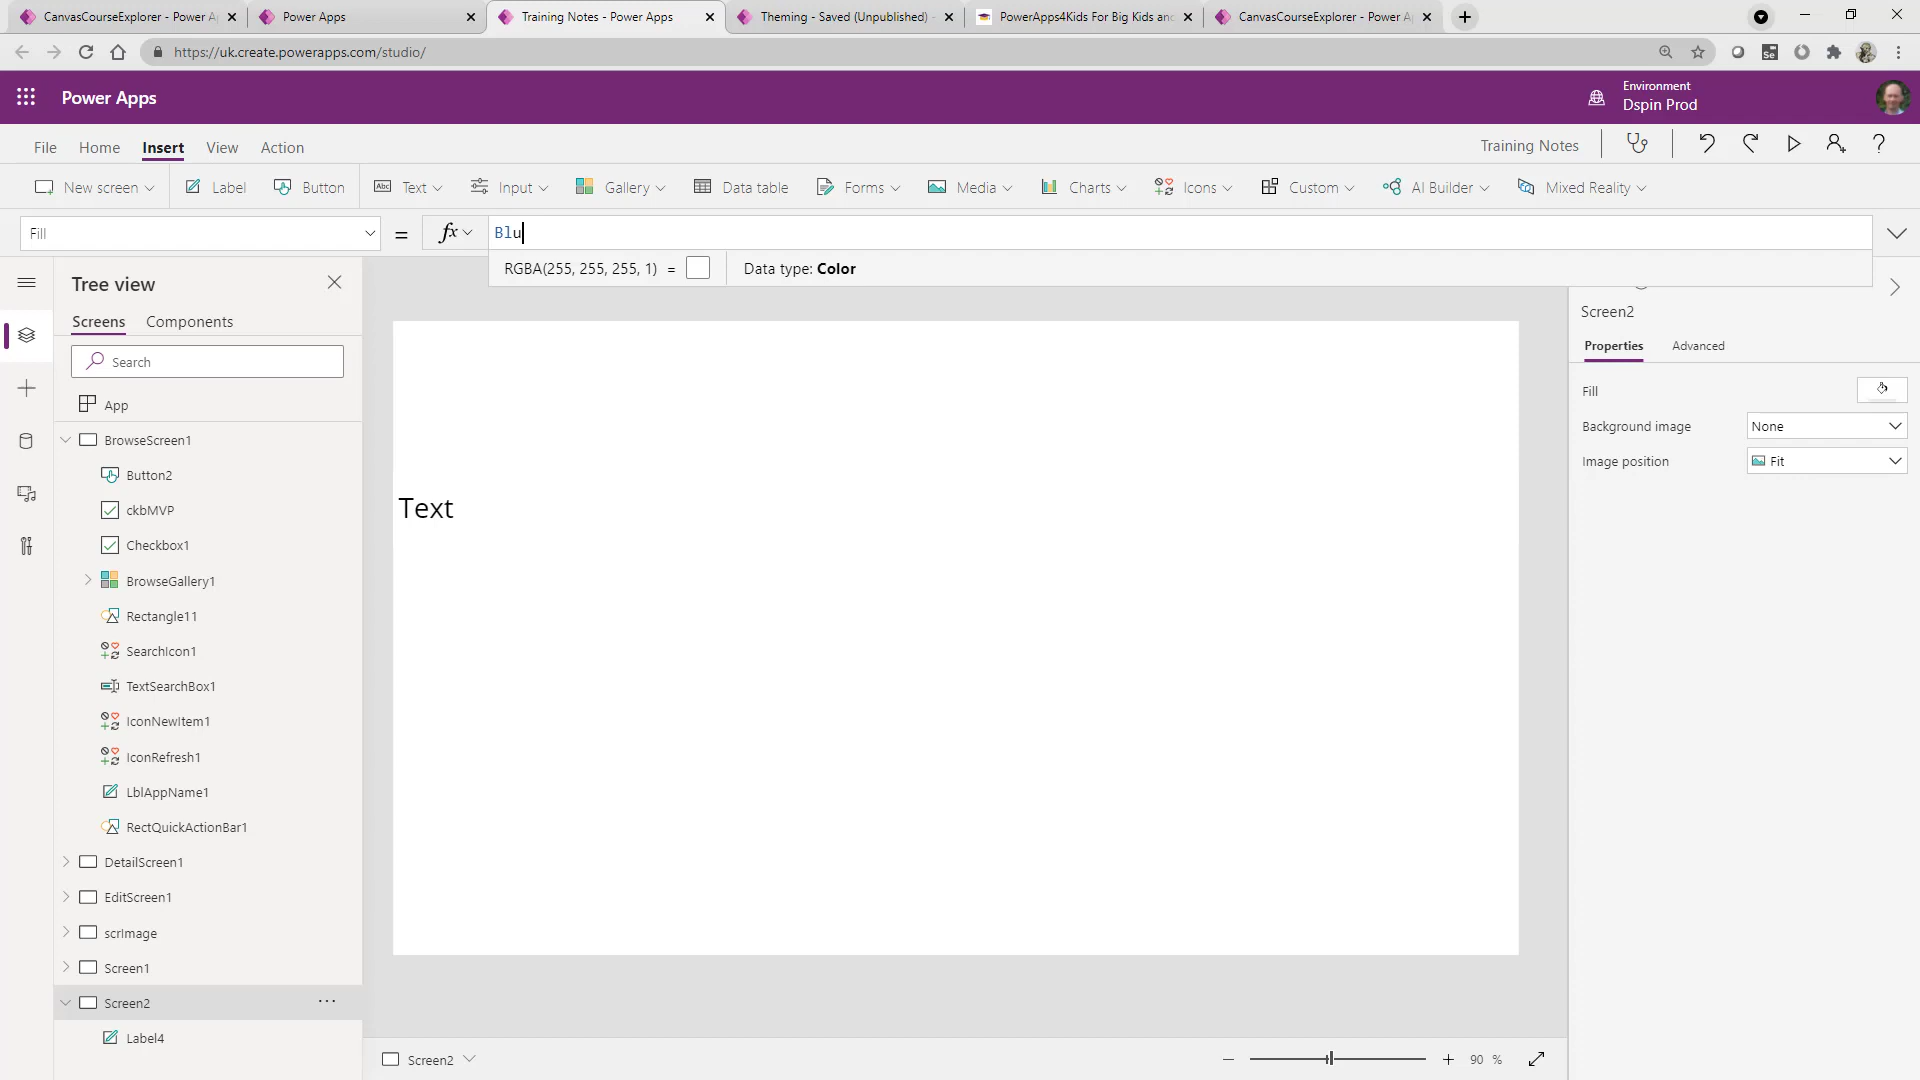 CanvasCourseExplorer - Power A
Power Apps
Training Notes - Power Apps
Theming - Saved (Unpublished) -
PowerApps4Kids For Big Kids and
CanvasCourseExplorer - Power A
https://uk.create.powerapps.com/studio/
Power Apps
Environment
Dspin Prod
File
Home
Insert
View
Action
Training Notes
New screen
Label
Button
Abc Text
Input
Gallery
Data table
Forms
Media
Charts
Icons
Custom
AI Builder
Mixed Reality
Fill
=
fx
Blu
RGBA(255, 255, 255, 1) =
Data type: Color
Tree view
Screens
Components
Search
App
BrowseScreen1
Button2
ckbMVP
Checkbox1
BrowseGallery1
Rectangle11
SearchIcon1
TextSearchBox1
IconNewItem1
IconRefresh1
LblAppName1
RectQuickActionBar1
DetailScreen1
EditScreen1
scrImage
Screen1
Screen2
Label4
Text
Screen2
Properties
Advanced
Fill
Background image
None
Image position
Fit
Screen2
90 %